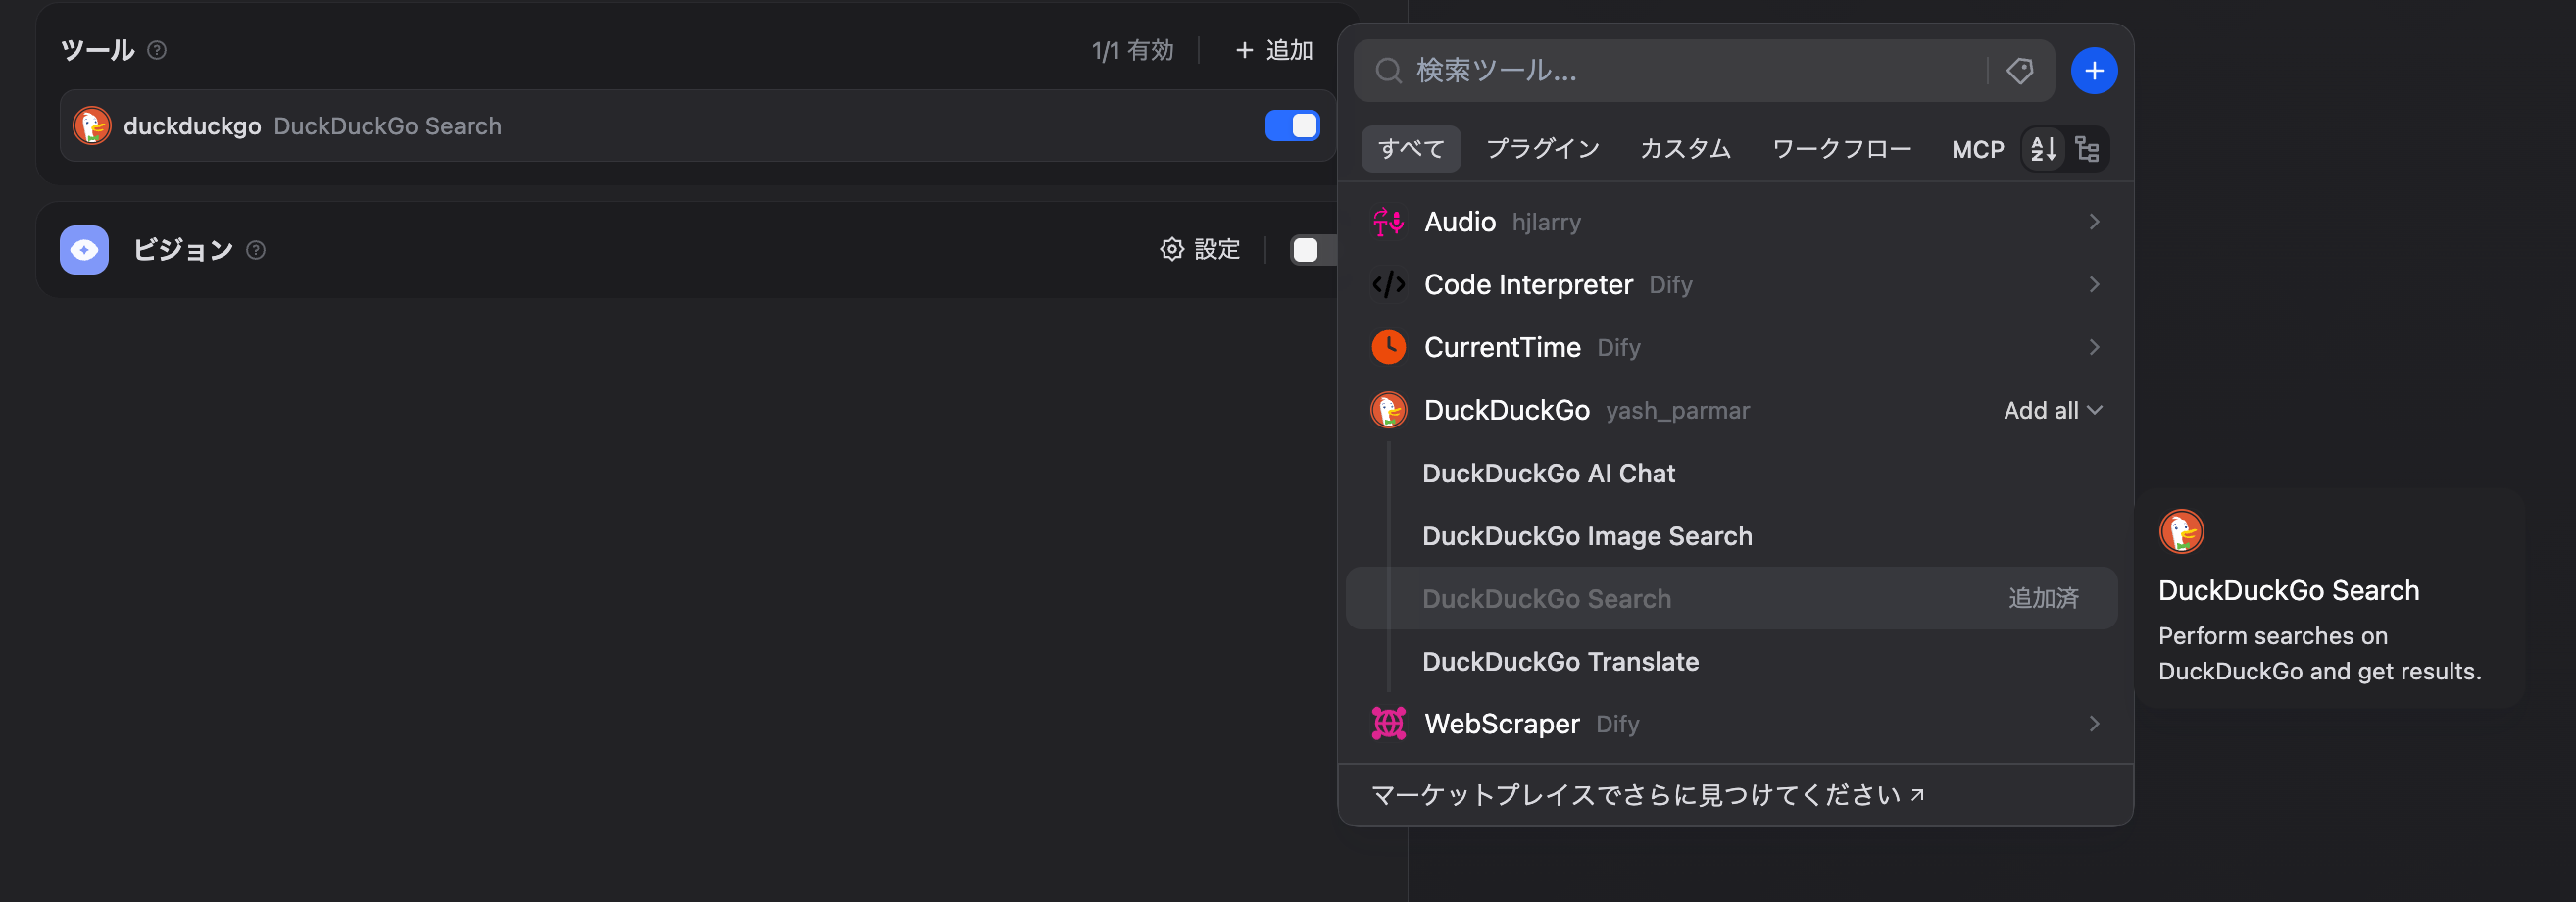 ツール
1/1 有効
+ 追加
duckduckgo DuckDuckGo Search
ビジョン
設定
検索ツール...
すべて プラグイン カスタム ワークフロー MCP
Audio hjlarry
Code Interpreter Dify
CurrentTime Dify
DuckDuckGo yash_parmar Add all
DuckDuckGo AI Chat
DuckDuckGo Image Search
DuckDuckGo Search 追加済
DuckDuckGo Translate
WebScraper Dify
マーケットプレイスでさらに見つけてください
DuckDuckGo Search
Perform searches on
DuckDuckGo and get results.